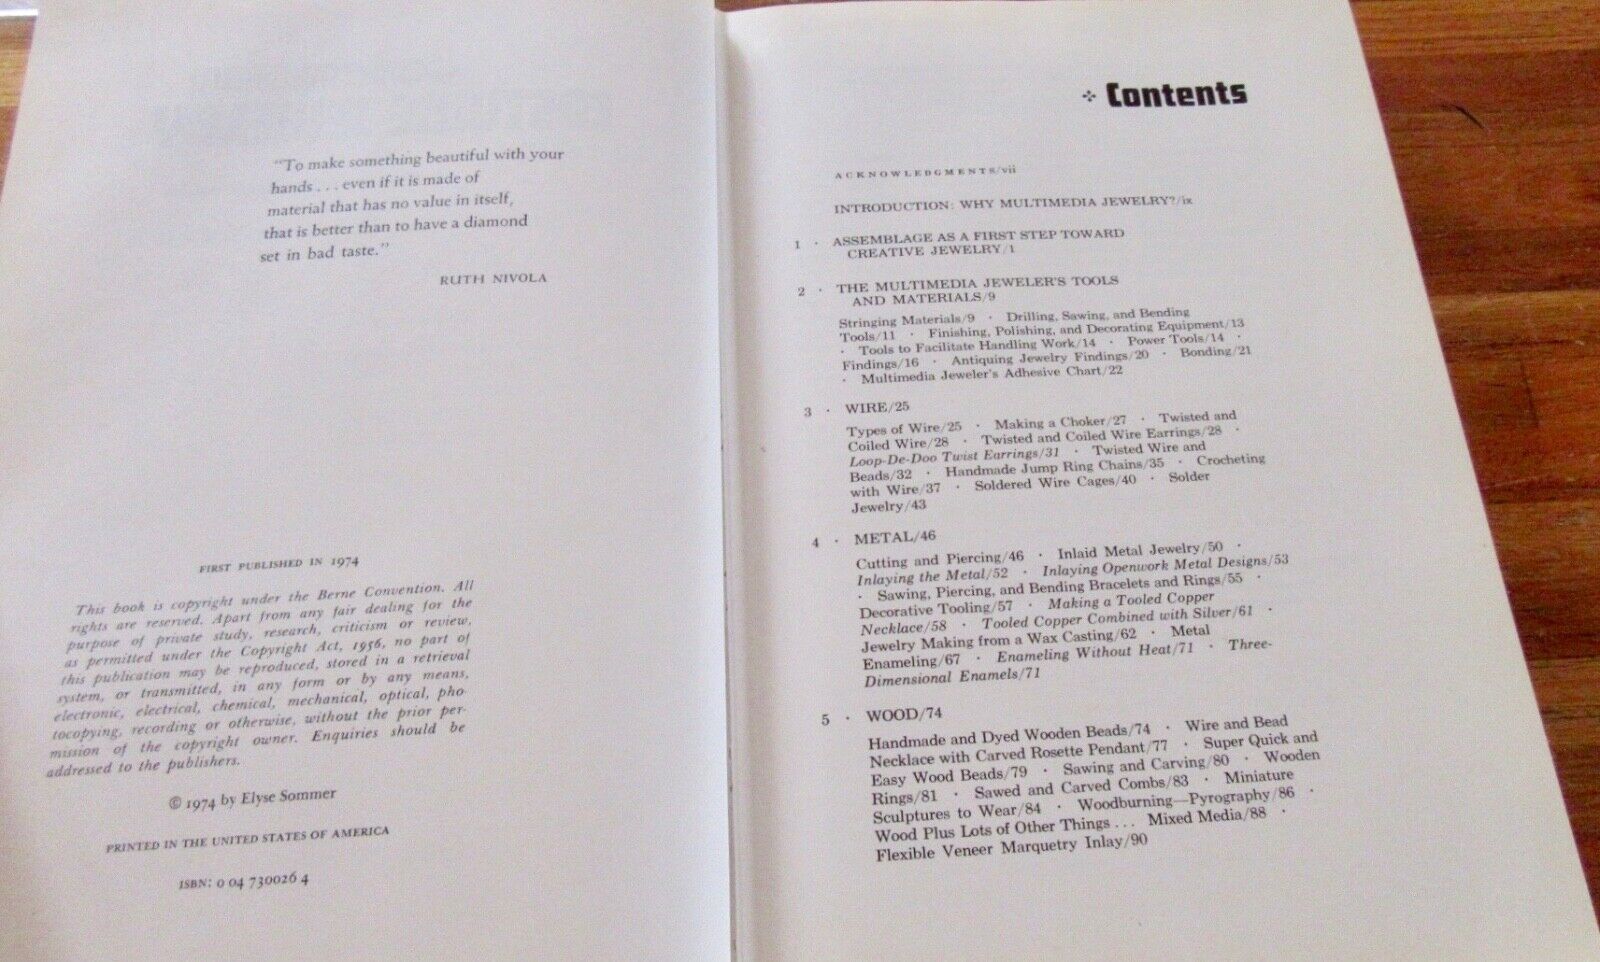 "To make something beautiful with your
hands . . . even if it is made of
material that has no value in itself,
that is better than to have a diamond
set in bad taste."
RUTH NIVOLA
FIRST PUBLISHED IN 1974
This book is copyright under the Berne Convention. All
rights are reserved. Apart from any fair dealing for the
purpose of private study, research, criticism or review,
as permitted under the Copyright Act, 1956, no part of
this publication may be reproduced, stored in a retrieval
system, or transmitted, in any form or by any means,
electronic, electrical, chemical, mechanical, optical, pho-
tocopying, recording or otherwise, without the prior per-
mission of the copyright owner. Enquiries should be
addressed to the publishers.
© 1974 by Elyse Sommer
PRINTED IN THE UNITED STATES OF AMERICA
ISBN: 0 04 730026 4
Contents
ACKNOWLEDGMENTS/vii
INTRODUCTION: WHY MULTIMEDIA JEWELRY?/ix
1 · ASSEMBLAGE AS A FIRST STEP TOWARD
CREATIVE JEWELRY/1
2 · THE MULTIMEDIA JEWELER'S TOOLS
AND MATERIALS/9
Stringing Materials/9 · Drilling, Sawing, and Bending
Tools/11 · Finishing, Polishing, and Decorating Equipment/13
· Tools to Facilitate Handling Work/14 · Power Tools/14 ·
Findings/16 · Antiquing Jewelry Findings/20 · Bonding/21
· Multimedia Jeweler's Adhesive Chart/22
3 · WIRE/25
Types of Wire/25 · Making a Choker/27 · Twisted and
Coiled Wire/28 · Twisted and Coiled Wire Earrings/28 ·
Loop-De-Doo Twist Earrings/31 · Twisted Wire and
Beads/32 · Handmade Jump Ring Chains/35 · Crocheting
with Wire/37 · Soldered Wire Cages/40 · Solder
Jewelry/43
4 · METAL/46
Cutting and Piercing/46 · Inlaid Metal Jewelry/50 ·
Inlaying the Metal/52 · Inlaying Openwork Metal Designs/53
· Sawing, Piercing, and Bending Bracelets and Rings/55 ·
Decorative Tooling/57 · Making a Tooled Copper
Necklace/58 · Tooled Copper Combined with Silver/61 ·
Jewelry Making from a Wax Casting/62 · Metal
Enameling/67 · Enameling Without Heat/71 · Three-
Dimensional Enamels/71
5 · WOOD/74
Handmade and Dyed Wooden Beads/74 · Wire and Bead
Necklace with Carved Rosette Pendant/77 · Super Quick and
Easy Wood Beads/79 · Sawing and Carving/80 · Wooden
Rings/81 · Sawed and Carved Combs/83 · Miniature
Sculptures to Wear/84 · Woodburning—Pyrography/86 ·
Wood Plus Lots of Other Things . . . Mixed Media/88 ·
Flexible Veneer Marquetry Inlay/90